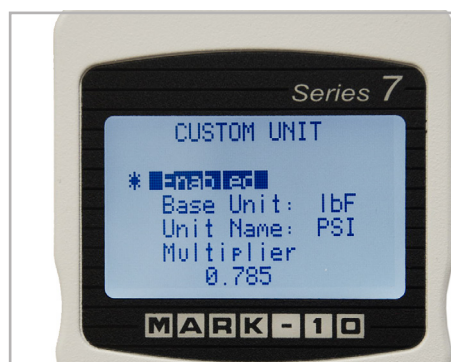 Series 7
CUSTOM UNIT
* Enabled
Base Unit: lbF
Unit Name: PSI
Multiplier
0.785
MARK-10